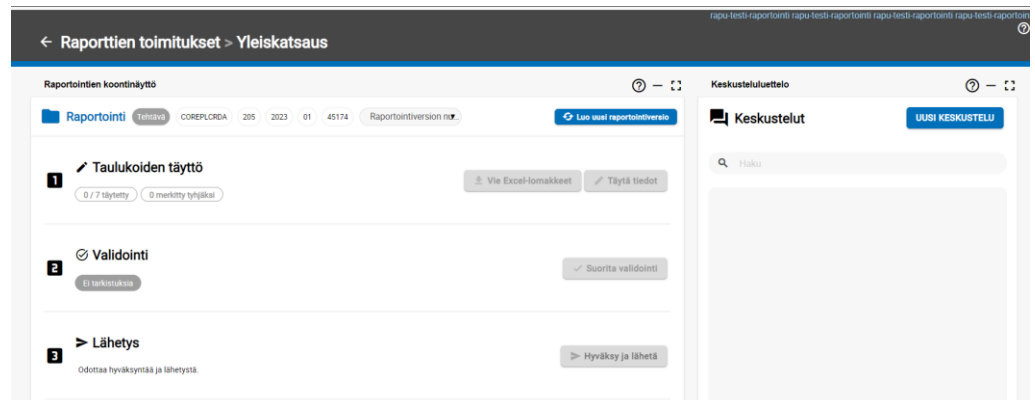 rapu-testi-raportointi rapu-testi-raportointi rapu-testi-raportointi rapu-testi-raportoin
← Raporttien toimitukset > Yleiskatsaus
Raportointien koontinäyttö
Raportointi Tehtävä COREPLCRDA 205 2023 01 45174 Raportointiversion nu... Luo uusi raportointiversio
1 Taulukoiden täyttö
0 / 7 täytetty 0 merkitty tyhjäksi
Vie Excel-lomakkeet Täytä tiedot
2 Validointi
Ei tarkistuksia
Suorita validointi
3 Lähetys
Odottaa hyväksyntää ja lähetystä.
Hyväksy ja lähetä
Keskusteluluettelo
Keskustelut UUSI KESKUSTELU
Haku